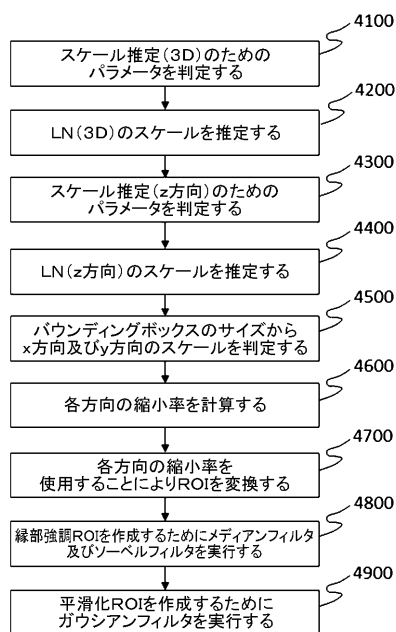 4100
スケール推定(3D)のための
パラメータを判定する
4200
LN(3D)のスケールを推定する
4300
スケール推定(z方向)のための
パラメータを判定する
4400
LN(z方向)のスケールを推定する
4500
バウンディングボックスのサイズから
x方向及びy方向のスケールを判定する
4600
各方向の縮小率を計算する
4700
各方向の縮小率を
使用することによりROIを変換する
4800
縁部強調ROIを作成するためにメディアンフィルタ
及びソーベルフィルタを実行する
4900
平滑化ROIを作成するために
ガウシアンフィルタを実行する